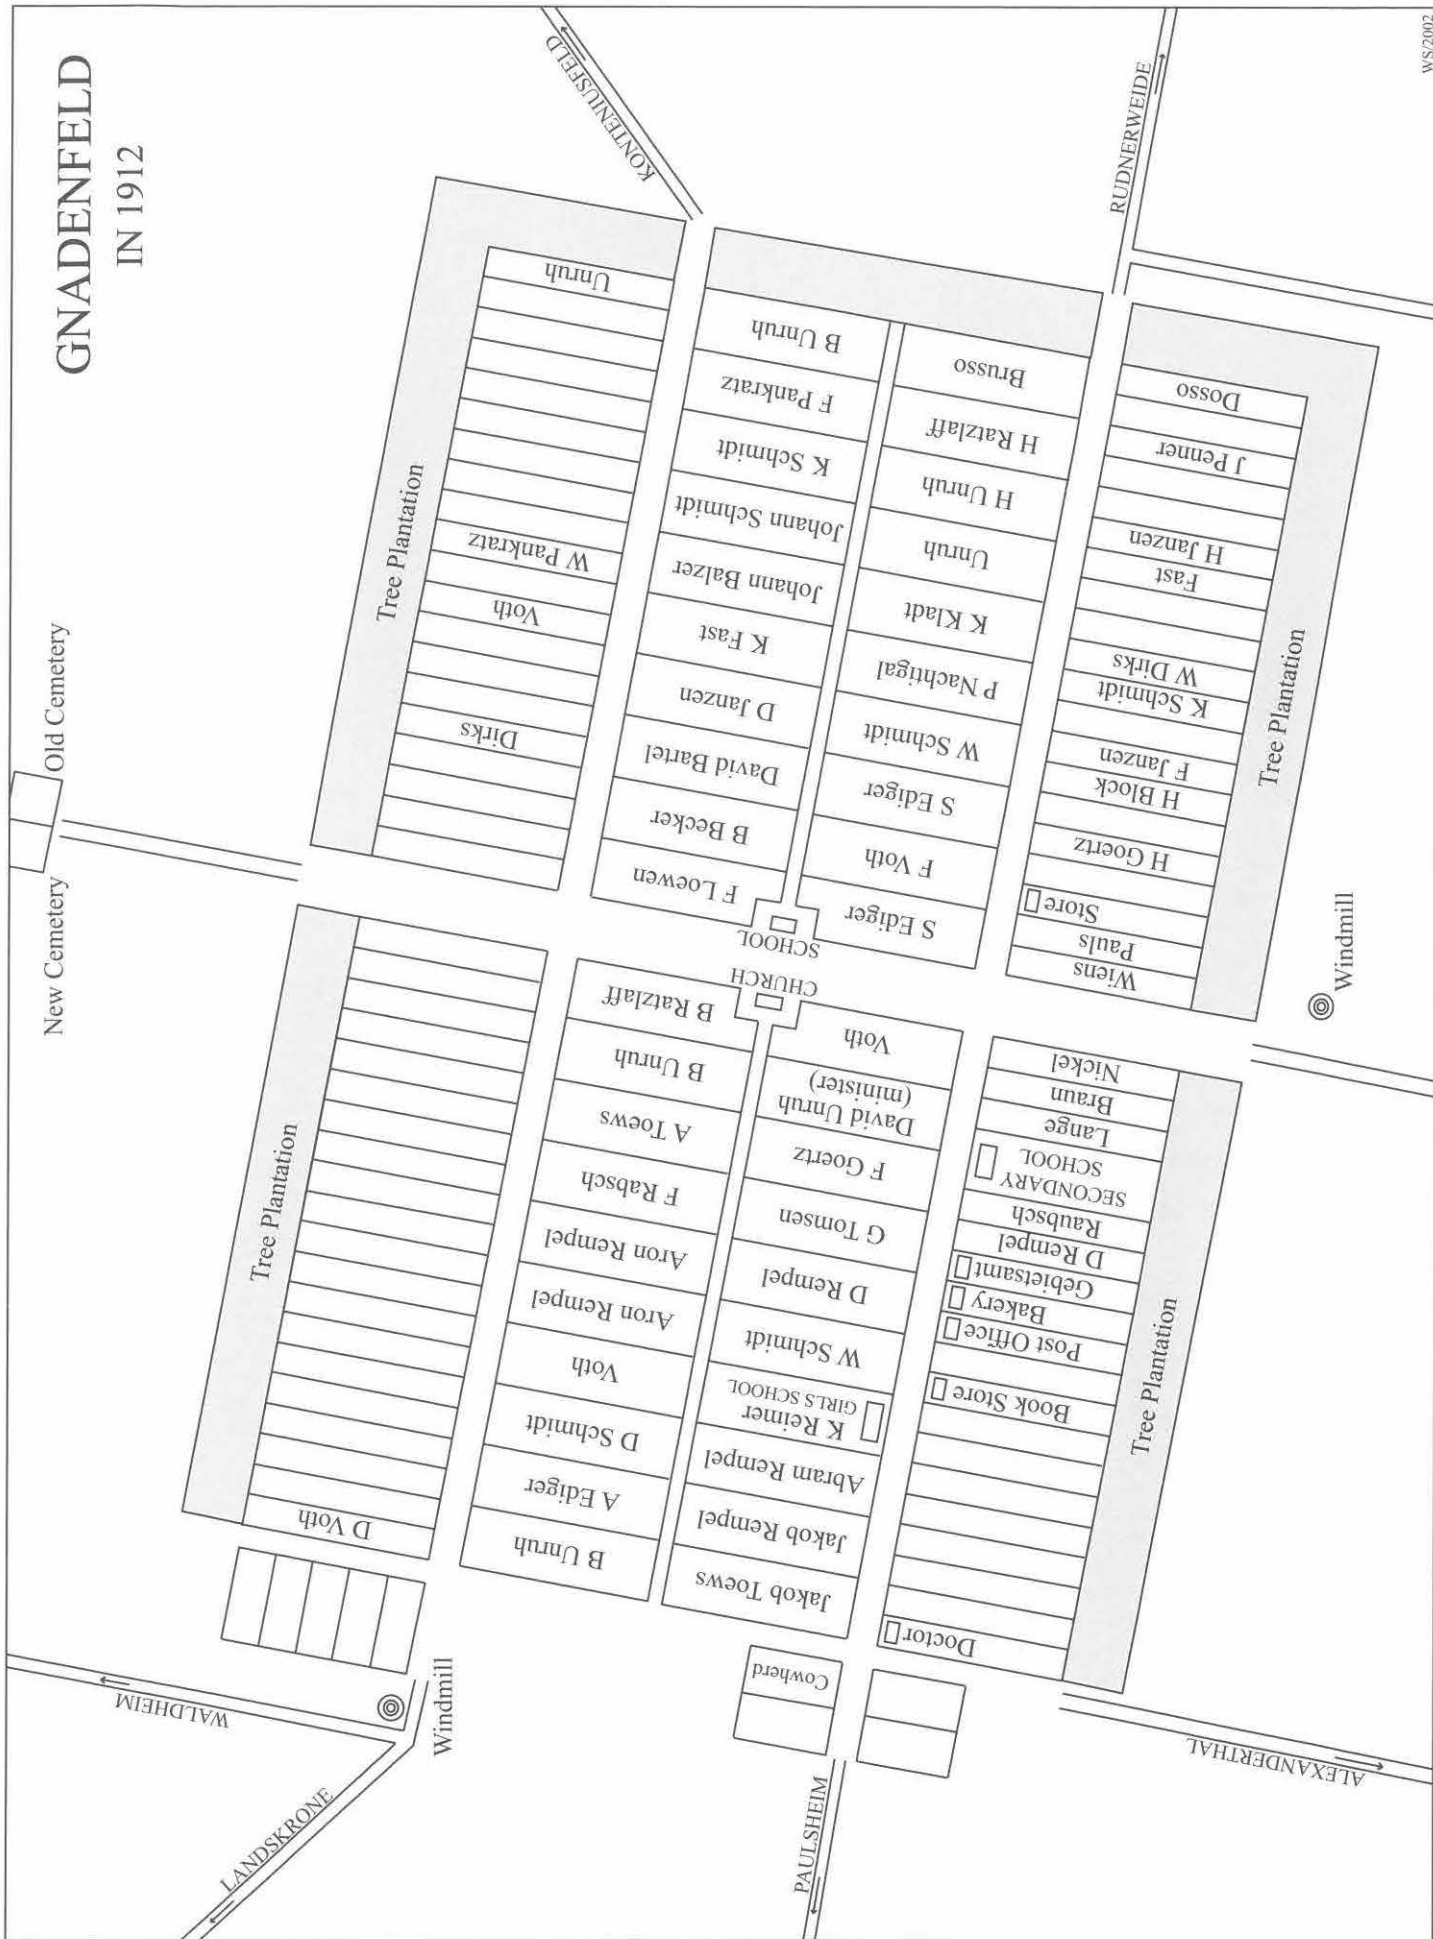 GNADENFELD
IN 1912
WS/2002
KONTENIUSFELD
RUDNERWEIDE
Old Cemetery
New Cemetery
Tree Plantation
Unruh
W Pankratz
Voth
Dirks
B Unruh
F Pankratz
K Schmidt
Johann Schmidt
Johann Balzer
K Fast
D Janzen
David Bartel
B Becker
F Loewen
Brusso
H Ratzlaff
H Unruh
Unruh
K Kladt
P Nachtigal
W Schmidt
S Ediger
F Voth
S Ediger
Dosso
J Penner
H Janzen
Fast
W Dirks
K Schmidt
F Janzen
H Block
H Goertz
Store
Pauls
Wiens
Tree Plantation
Windmill
SCHOOL
CHURCH
Tree Plantation
D Voth
B Ratzlaff
B Unruh
A Toews
F Rabsch
Aron Rempel
Aron Rempel
Voth
D Schmidt
A Ediger
B Unruh
Voth
David Unruh
(minister)
F Goertz
G Tomsen
D Rempel
W Schmidt
K Reimer
GIRLS SCHOOL
Abram Rempel
Jakob Rempel
Jakob Toews
Nickel
Braun
Lange
SECONDARY
SCHOOL
Raubsch
D Rempel
Gebietsamt
Bakery
Post Office
Book Store
Doctor
Tree Plantation
Cowherd
Windmill
WALDHEIM
LANDSKRONE
PAULSHEIM
ALEXANDERTHAL